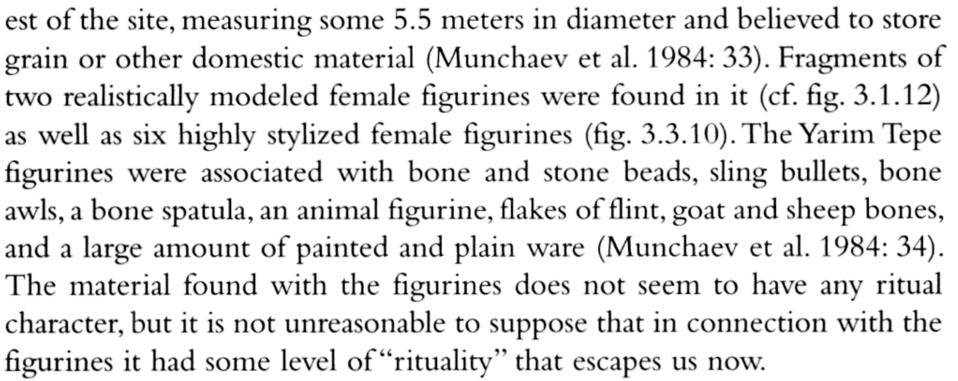 est of the site, measuring some 5.5 meters in diameter and believed to store
grain or other domestic material (Munchaev et al. 1984: 33). Fragments of
two realistically modeled female figurines were found in it (cf. fig. 3.1.12)
as well as six highly stylized female figurines (fig. 3.3.10). The Yarim Tepe
figurines were associated with bone and stone beads, sling bullets, bone
awls, a bone spatula, an animal figurine, flakes of flint, goat and sheep bones,
and a large amount of painted and plain ware (Munchaev et al. 1984: 34).
The material found with the figurines does not seem to have any ritual
character, but it is not unreasonable to suppose that in connection with the
figurines it had some level of “rituality” that escapes us now.